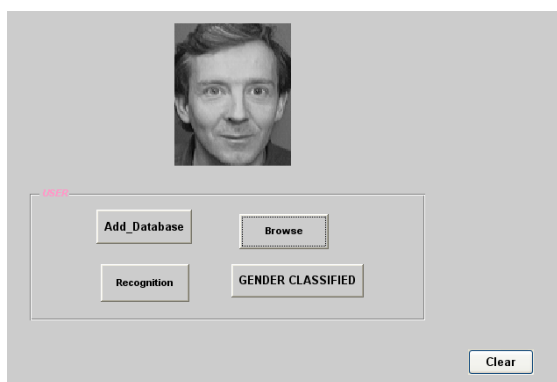 USER
Add_Database
Browse
Recognition
GENDER CLASSIFIED
Clear